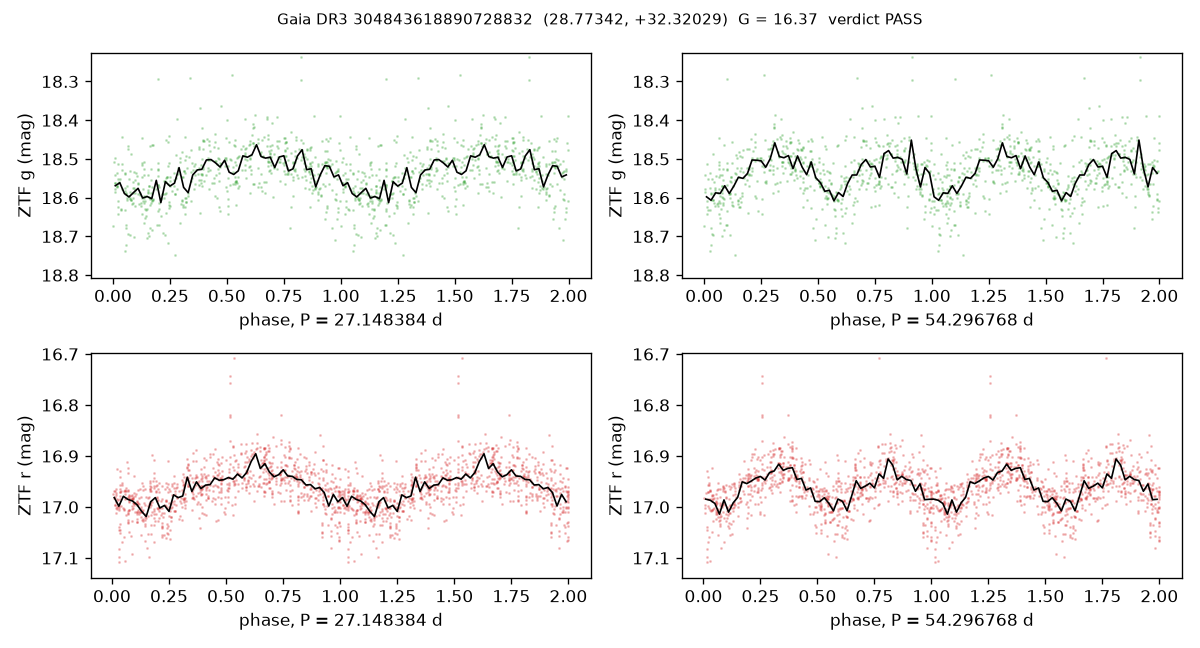 Gaia DR3 304843618890728832  (28.77342, +32.32029)  G = 16.37  verdict PASS
ZTF g (mag)
18.3
18.4
18.5
18.6
18.7
18.8
0.00 0.25 0.50 0.75 1.00 1.25 1.50 1.75 2.00
phase, P = 27.148384 d
ZTF g (mag)
18.3
18.4
18.5
18.6
18.7
18.8
0.00 0.25 0.50 0.75 1.00 1.25 1.50 1.75 2.00
phase, P = 54.296768 d
ZTF r (mag)
16.7
16.8
16.9
17.0
17.1
0.00 0.25 0.50 0.75 1.00 1.25 1.50 1.75 2.00
phase, P = 27.148384 d
ZTF r (mag)
16.7
16.8
16.9
17.0
17.1
0.00 0.25 0.50 0.75 1.00 1.25 1.50 1.75 2.00
phase, P = 54.296768 d